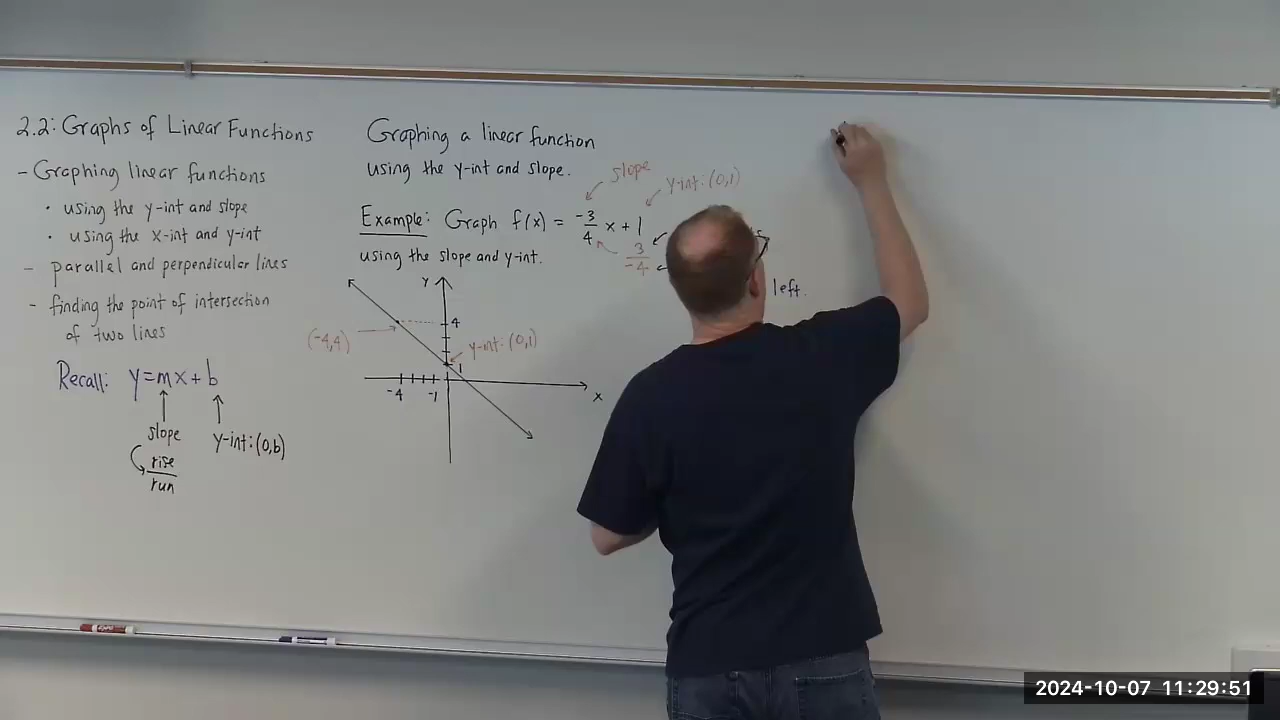 2.2: Graphs of Linear Functions
- Graphing linear functions
• using the y-int and slope
• using the x-int and y-int
- parallel and perpendicular lines
- finding the point of intersection
of two lines
Recall: y=mx+b
slope
y-int:(0,b)
rise
run
Graphing a linear function
using the y-int and slope.
slope
y-int:(0,1)
Example: Graph f(x) = -3/4 x + 1
3/-4
using the slope and y-int.
left.
y
4
(-4,4)
y-int:(0,1)
1
-4 -1
x
2024-10-07 11:29:51